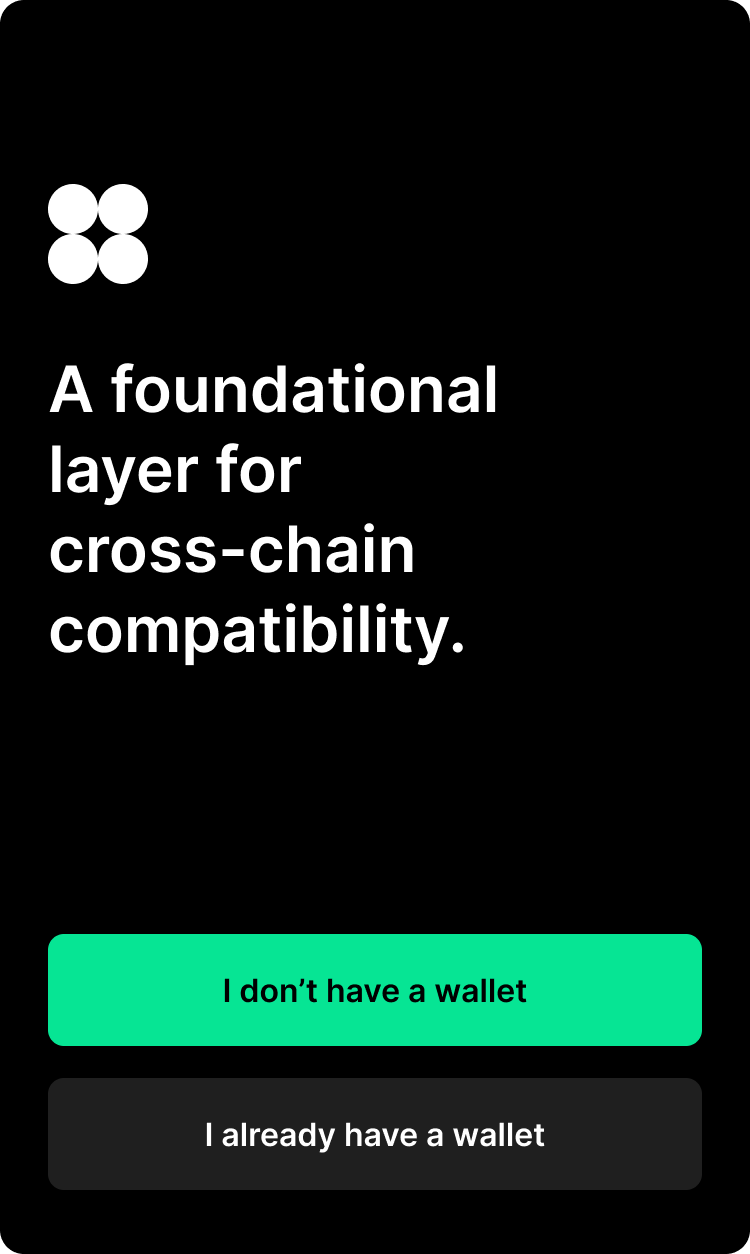 A foundational
layer for
cross-chain
compatibility.
I don’t have a wallet
I already have a wallet